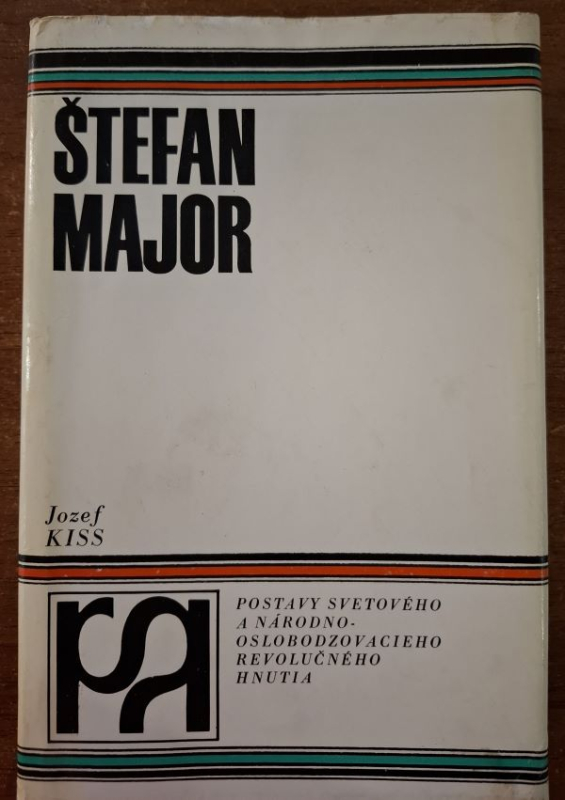 ŠTEFAN
MAJOR
Jozef
KISS
POSTAVY SVETOVÉHO
A NÁRODNO-
OSLOBODZOVACIEHO
REVOLUČNÉHO
HNUTIA